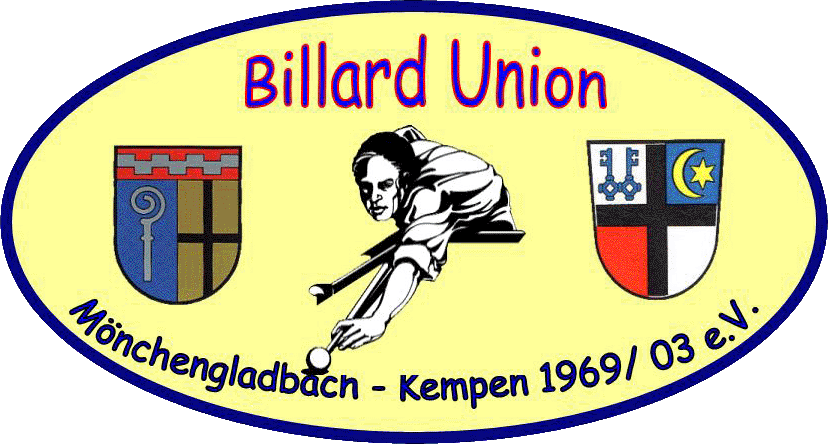 Billard Union
Mönchengladbach - Kempen 1969/ 03 e.V.